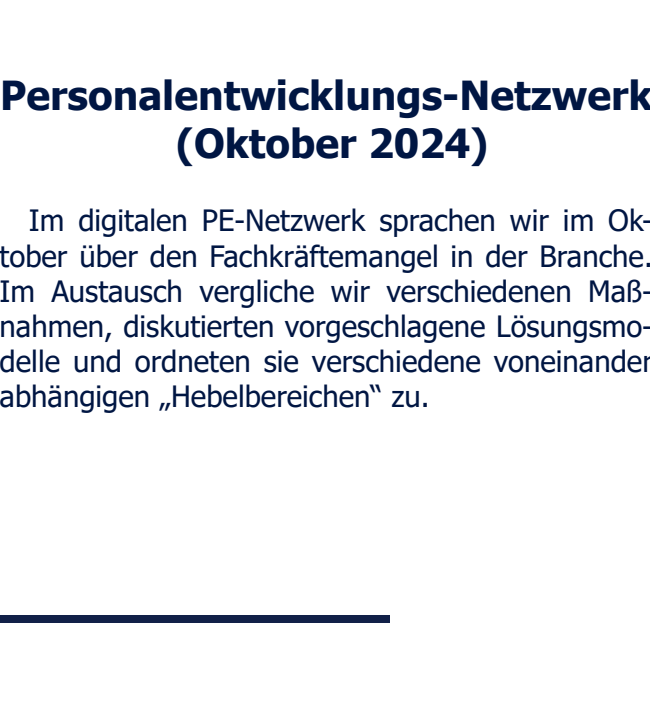 Personalentwicklungs-Netzwerk
(Oktober 2024)
Im digitalen PE-Netzwerk sprachen wir im Ok-
tober über den Fachkräftemangel in der Branche.
Im Austausch vergliche wir verschiedenen Maß-
nahmen, diskutierten vorgeschlagene Lösungsmo-
delle und ordneten sie verschiedene voneinander
abhängigen „Hebelbereichen“ zu.